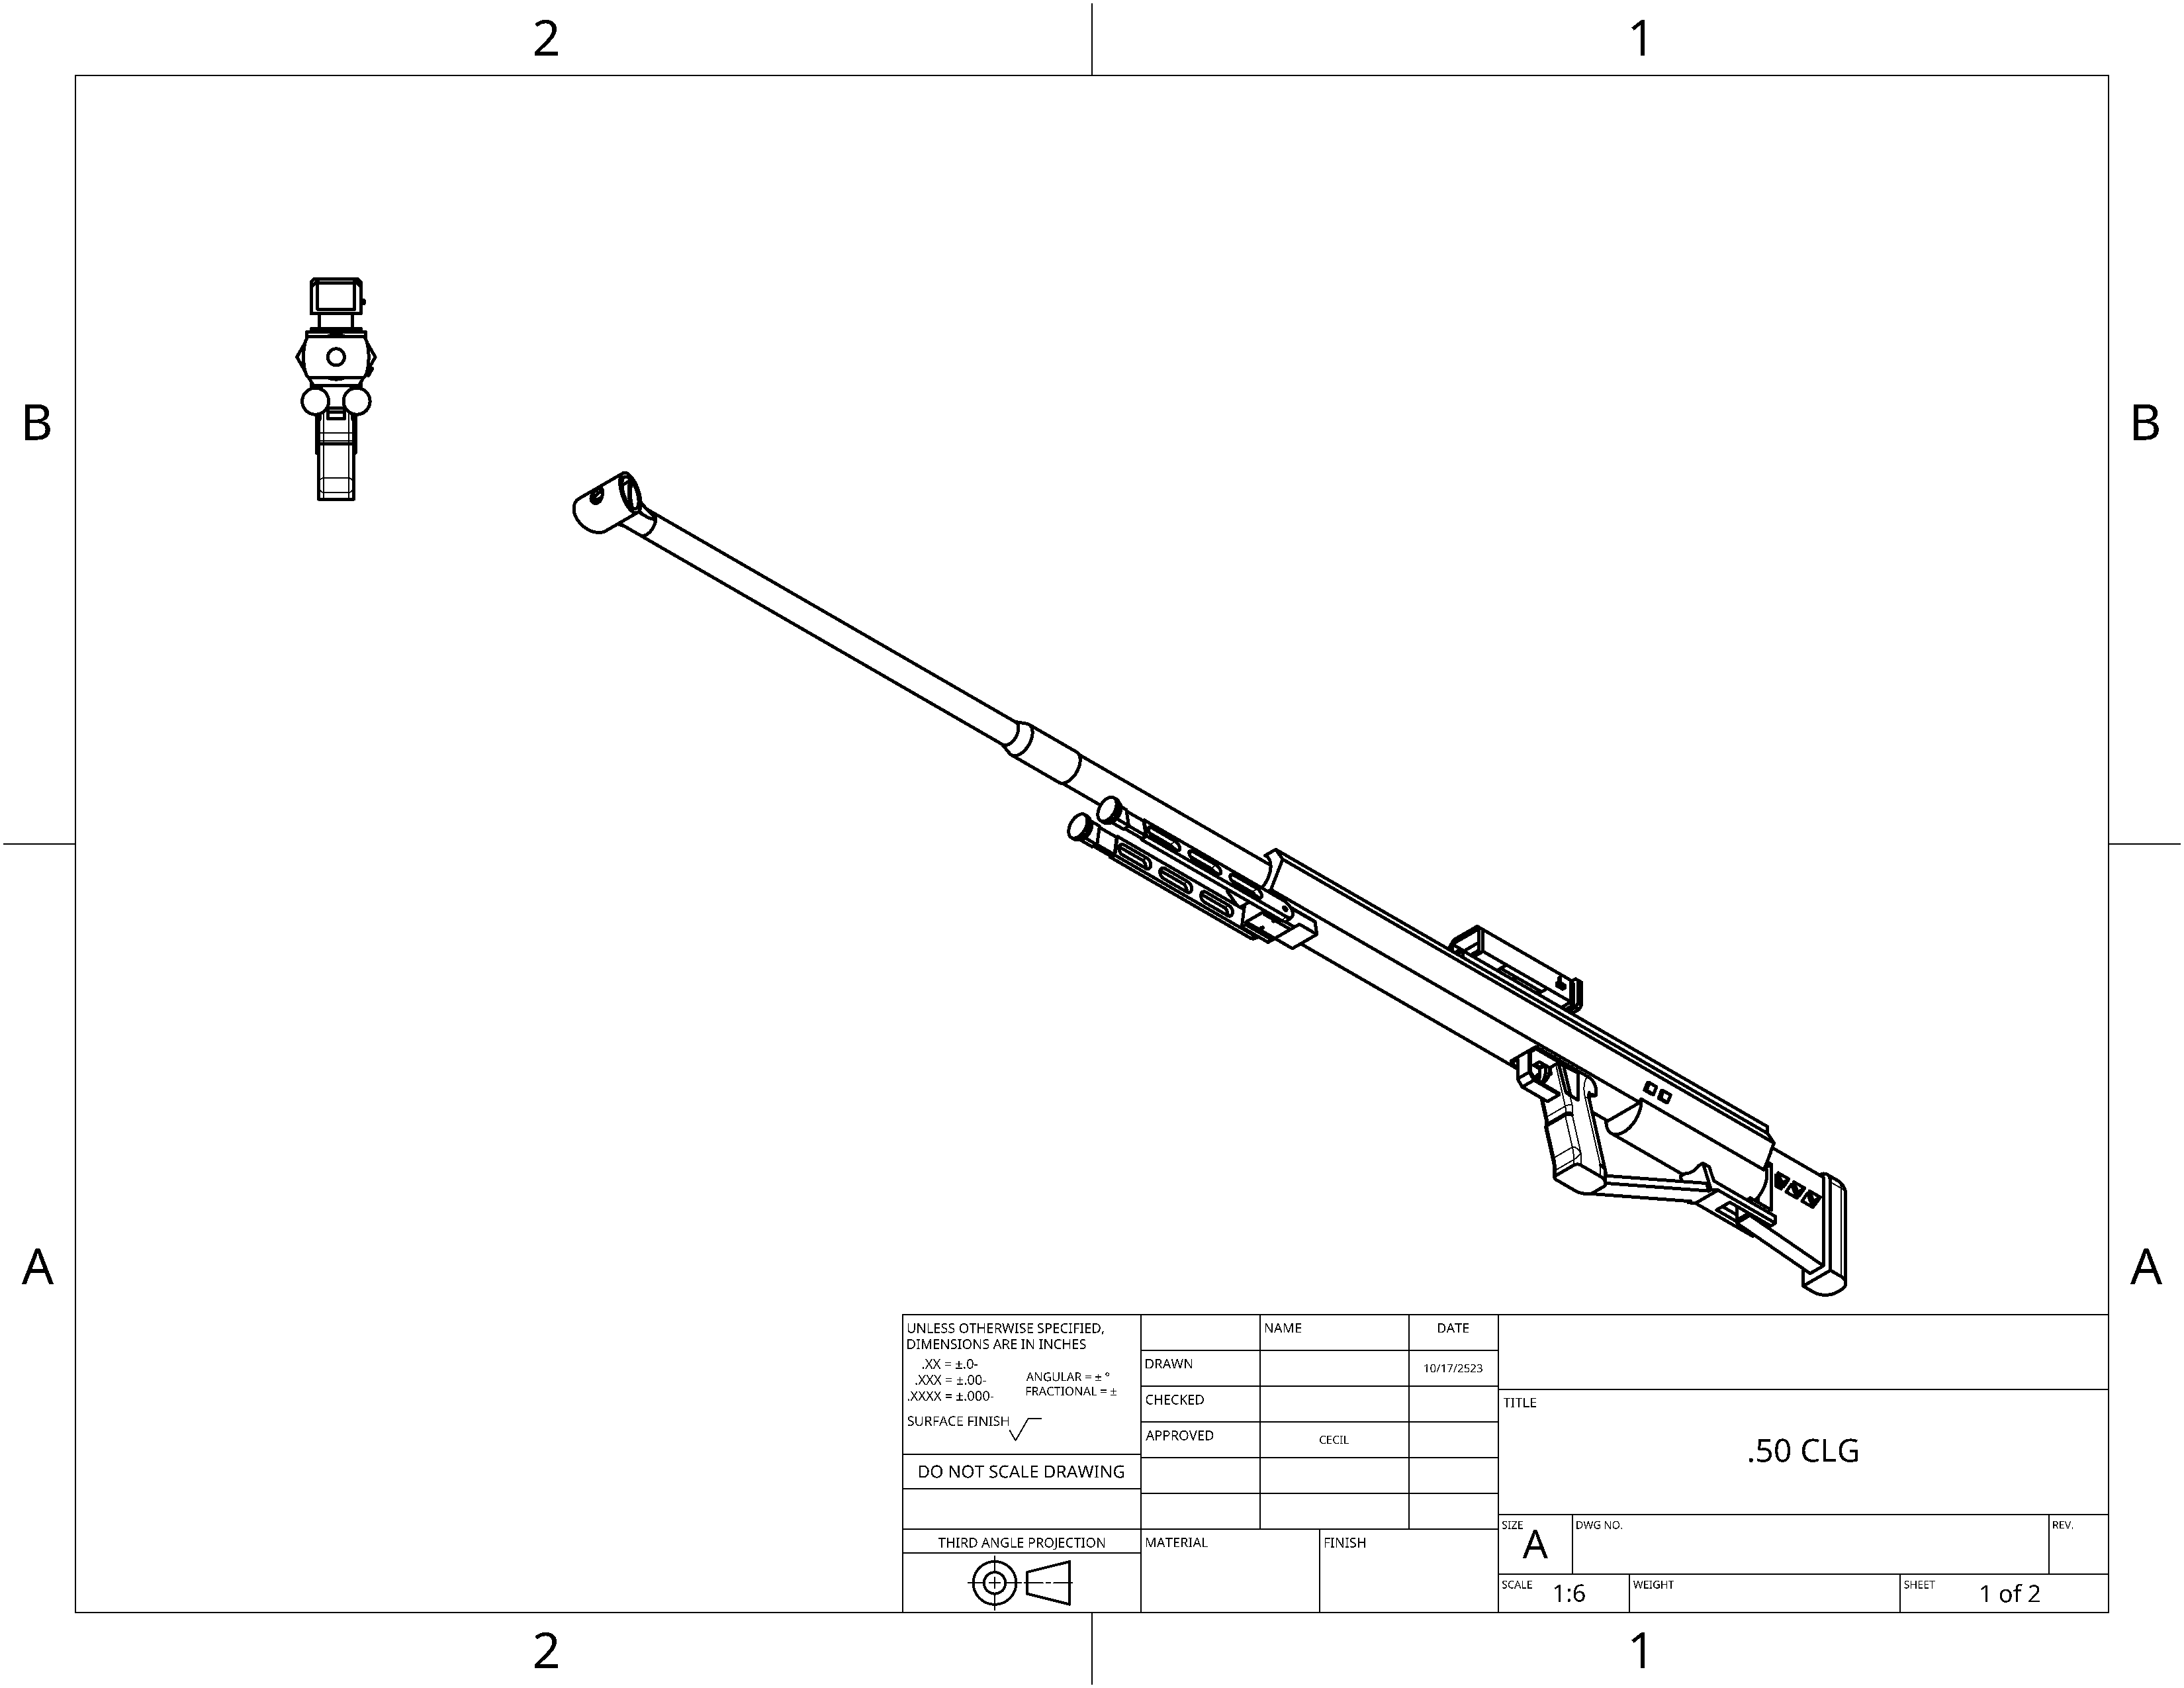 2
1
B
B
A
A
UNLESS OTHERWISE SPECIFIED,
DIMENSIONS ARE IN INCHES
.XX = ±.0-
.XXX = ±.00-
.XXXX = ±.000-
ANGULAR = ± °
FRACTIONAL = ±
SURFACE FINISH
DO NOT SCALE DRAWING
THIRD ANGLE PROJECTION
NAME
DATE
DRAWN
10/17/2523
CHECKED
APPROVED
CECIL
MATERIAL
FINISH
TITLE
.50 CLG
SIZE
A
DWG NO.
REV.
SCALE
1:6
WEIGHT
SHEET
1 of 2
2
1